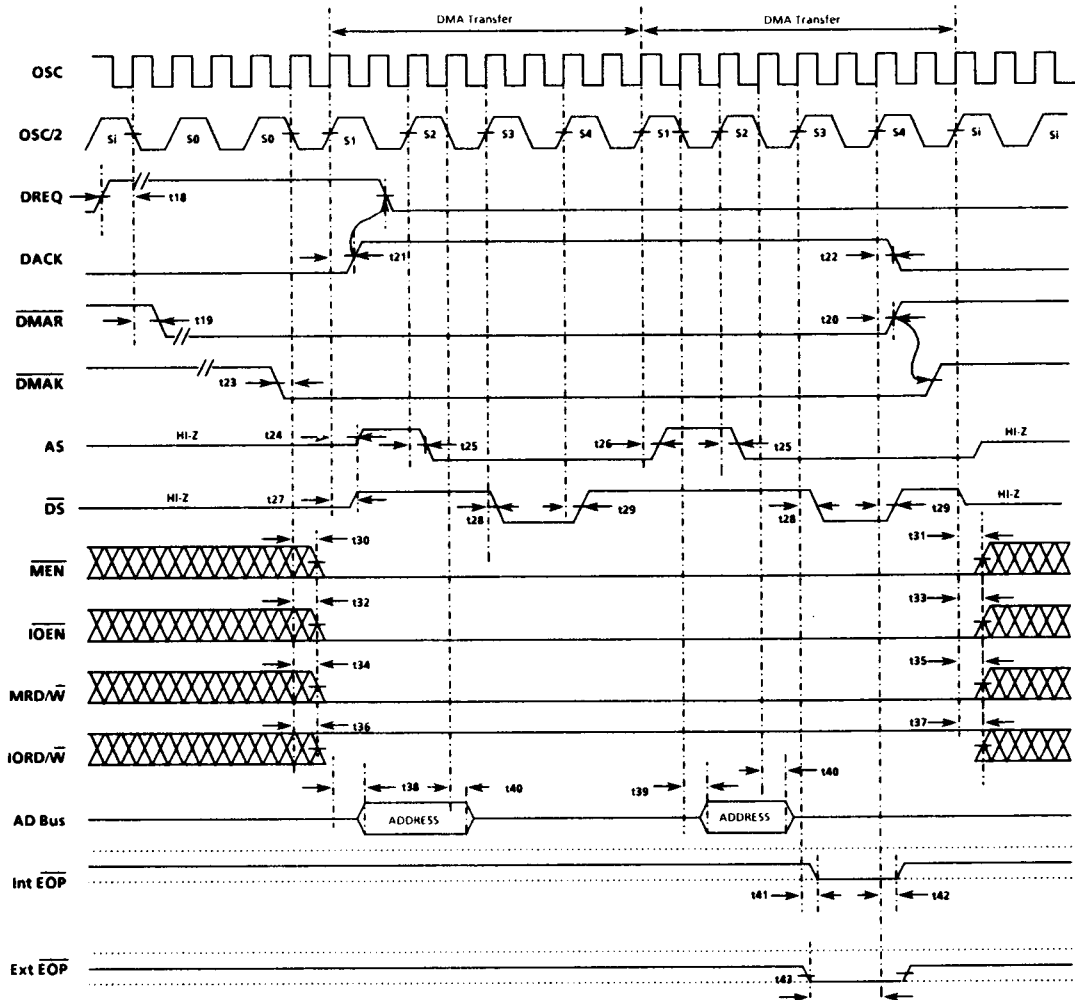 DMA Transfer DMA Transfer
OSC
OSC/2 Si S0 S0 S1 S2 S3 S4 S1 S2 S3 S4 Si Si
DREQ t18
DACK t21 t22
DMAR t19 t20
DMAK t23
AS HI-Z t24 t25 t26 t25 HI-Z
DS HI-Z t27 t28 t29 t28 t29 HI-Z
MEN t30 t31
IOEN t32 t33
MRD/W t34 t35
IORD/W t36 t37
AD Bus t38 t40 ADDRESS t39 t40 ADDRESS
Int EOP t41 t42
Ext EOP t43